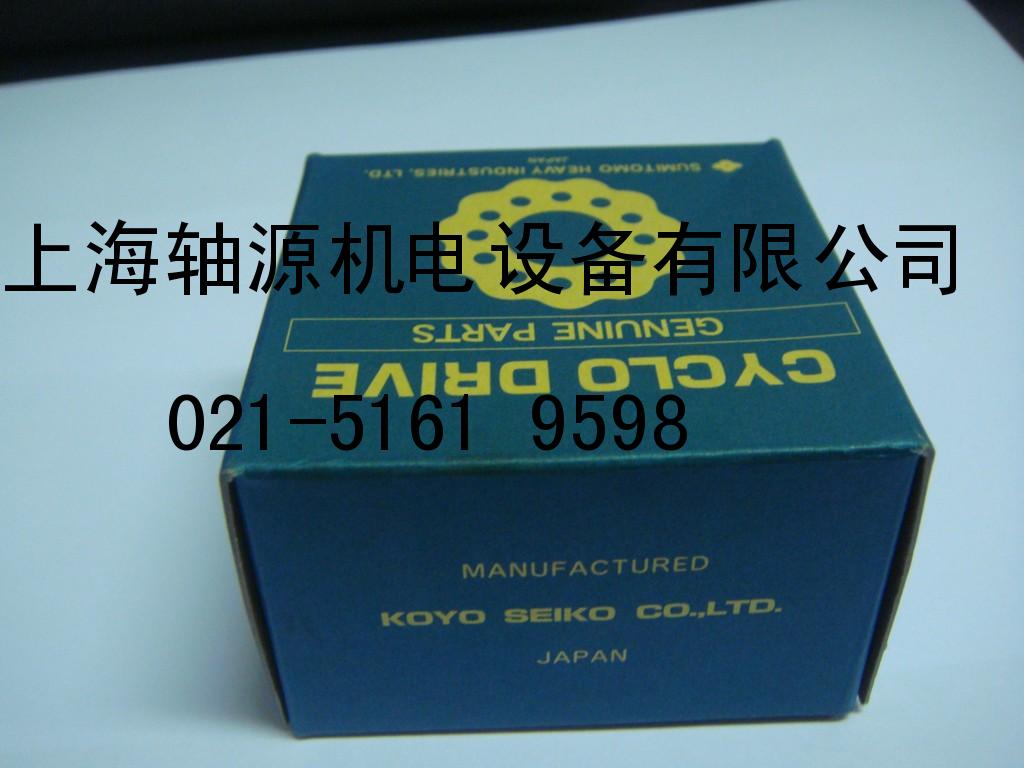 SUMITOMO HEAVY INDUSTRIES, LTD.
JAPAN
上海轴源机电设备有限公司
GENUINE PARTS
CYCLO DRIVE
021-5161 9598
MANUFACTURED
KOYO SEIKO CO.,LTD.
JAPAN